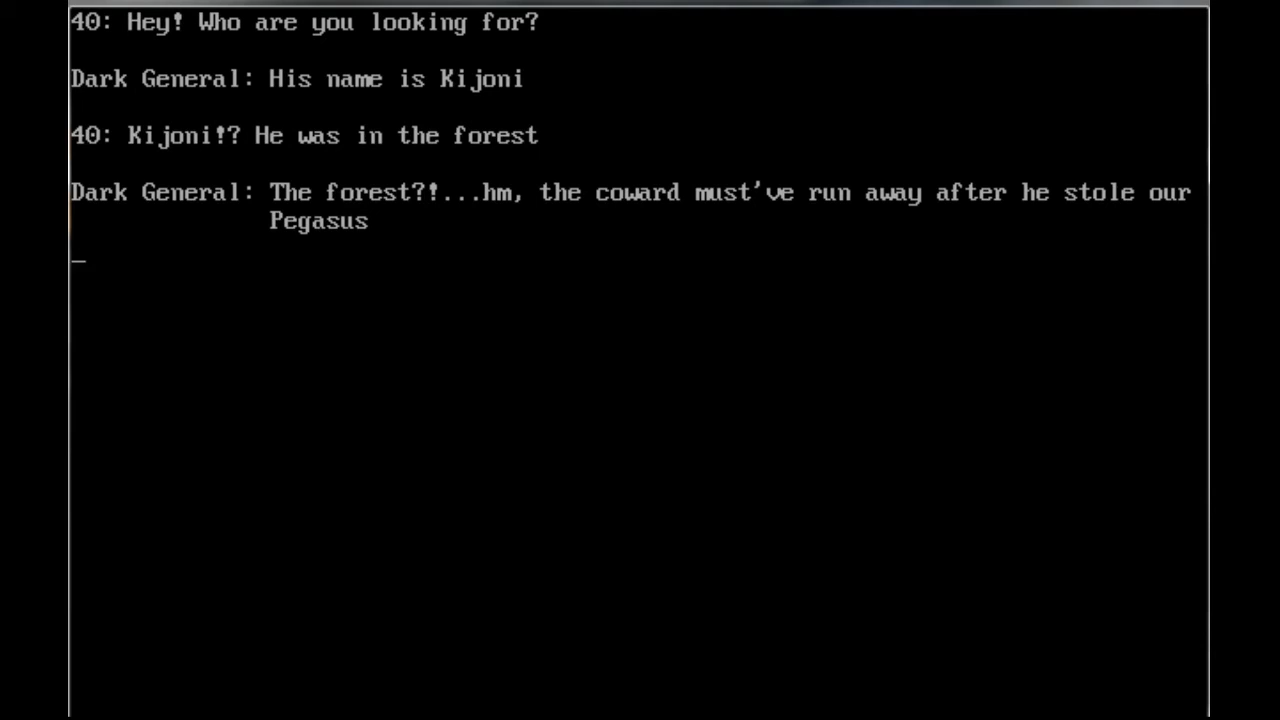 40: Hey! Who are you looking for?
Dark General: His name is Kijoni
40: Kijoni!? He was in the forest
Dark General: The forest?!...hm, the coward must've run away after he stole our
Pegasus
_